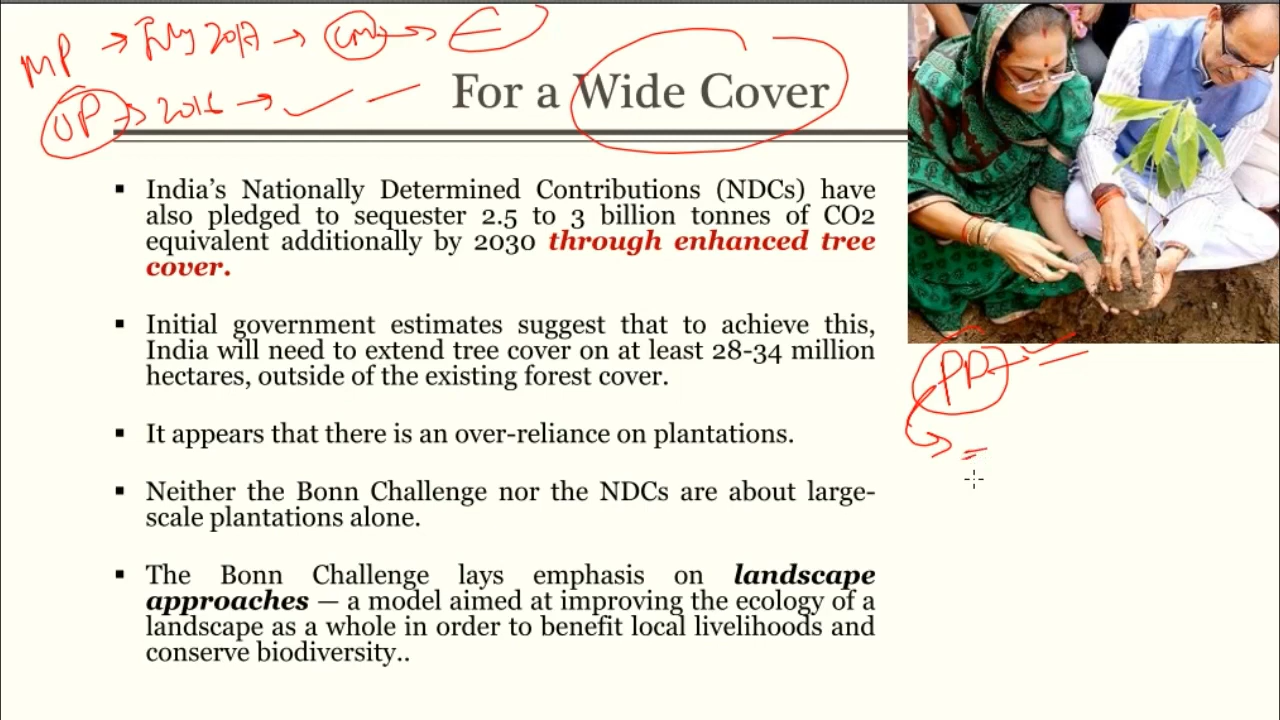 MP → July 2017 → CM →
UP → 2016 →
For a Wide Cover
▪ India's Nationally Determined Contributions (NDCs) have
also pledged to sequester 2.5 to 3 billion tonnes of CO2
equivalent additionally by 2030 through enhanced tree
cover.
▪ Initial government estimates suggest that to achieve this,
India will need to extend tree cover on at least 28-34 million
hectares, outside of the existing forest cover.
▪ It appears that there is an over-reliance on plantations.
▪ Neither the Bonn Challenge nor the NDCs are about large-
scale plantations alone.
▪ The Bonn Challenge lays emphasis on landscape
approaches — a model aimed at improving the ecology of a
landscape as a whole in order to benefit local livelihoods and
conserve biodiversity..